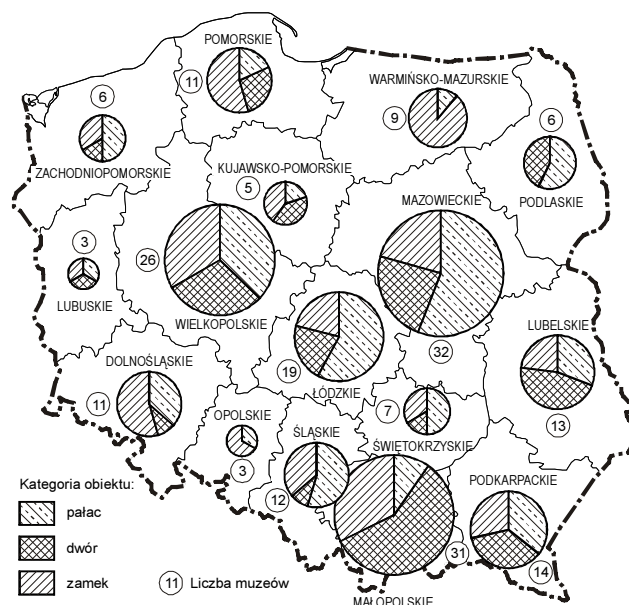 POMORSKIE
11
WARMIŃSKO-MAZURSKIE
9
6
ZACHODNIOPOMORSKIE
6
PODLASKIE
KUJAWSKO-POMORSKIE
5
MAZOWIECKIE
32
3
LUBUSKIE
26
WIELKOPOLSKIE
19
ŁÓDZKIE
LUBELSKIE
13
DOLNOŚLĄSKIE
11
OPOLSKIE
3
ŚLĄSKIE
12
7
ŚWIĘTOKRZYSKIE
PODKARPACKIE
14
31
MAŁOPOLSKIE
Kategoria obiektu:
pałac
dwór
zamek
11 Liczba muzeów